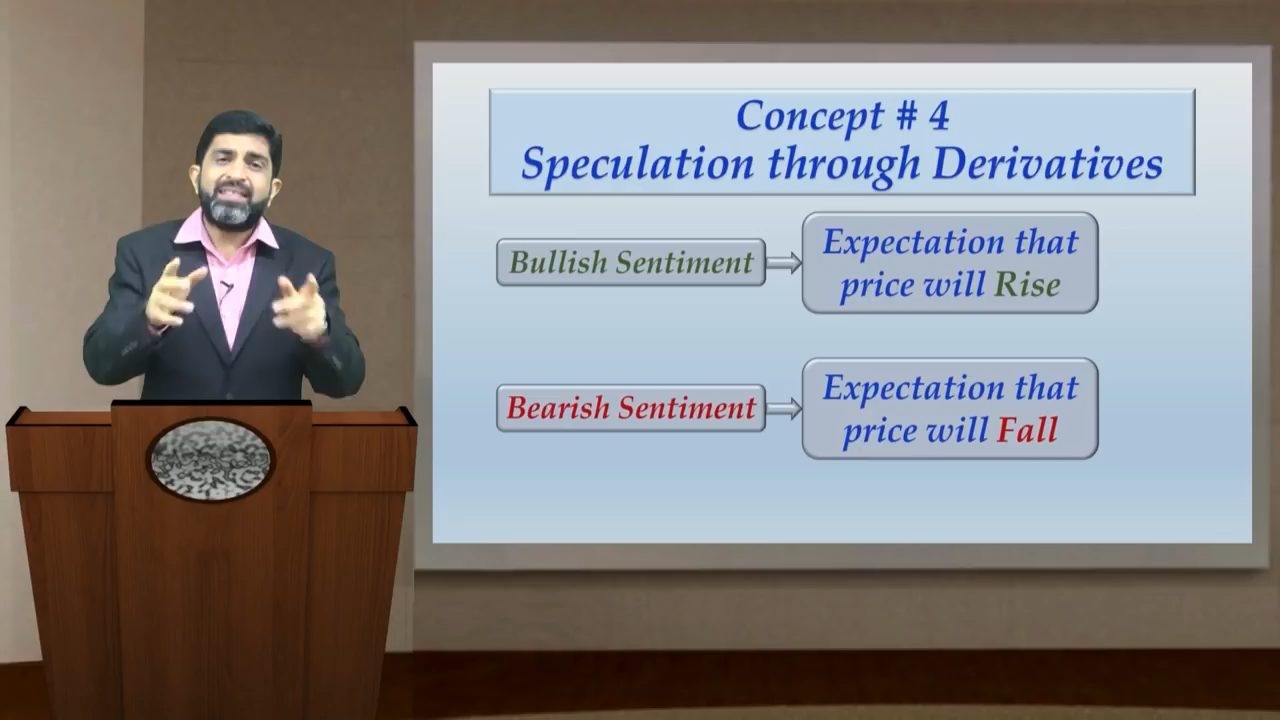 Concept # 4
Speculation through Derivatives
Bullish Sentiment
Expectation that
price will Rise
Bearish Sentiment
Expectation that
price will Fall